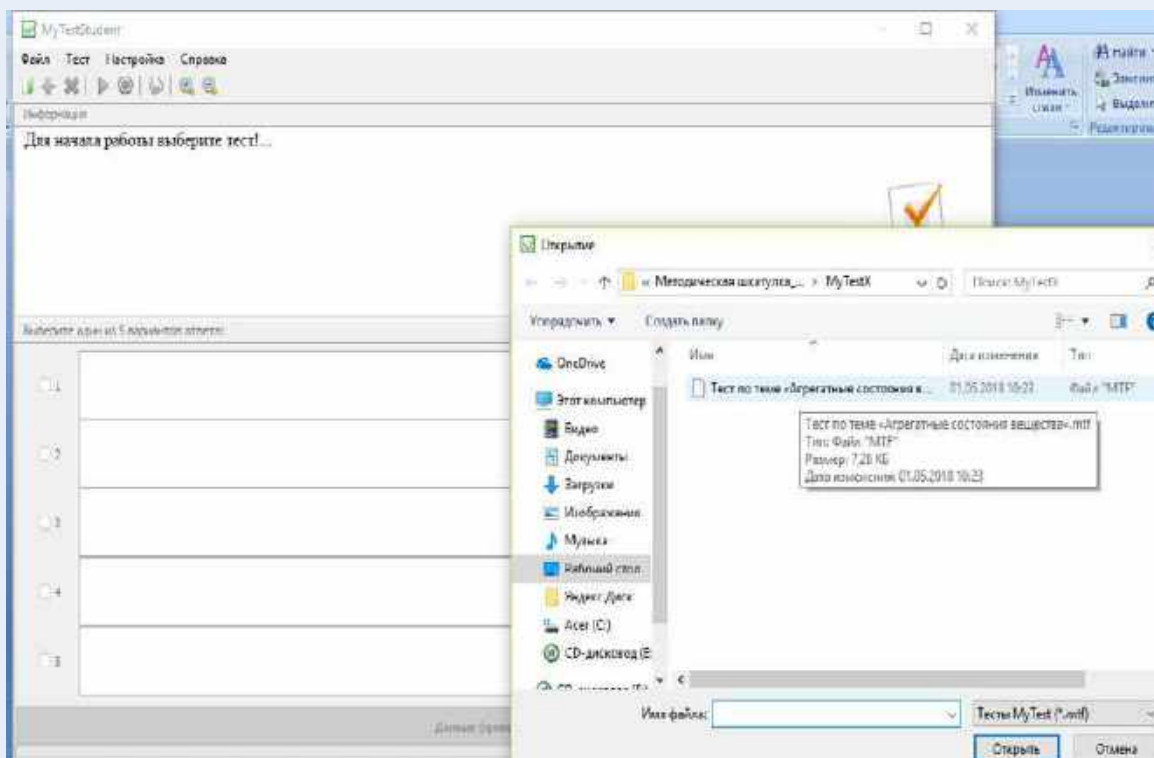 MyTestStudent
Файл Тест Настройка Справка
Информация
Для начала работы выберите тест!...
Выберите один из 5 вариантов ответа:
1
2
3
4
5
Изменить стили
Найти
Выделить
Открытие
« Методическая шкатулка_... > MyTestX
Поиск: MyTestX
Упорядочить
Создать папку
Имя
Дата изменения
Тип
OneDrive
Этот компьютер
Видео
Документы
Загрузки
Изображения
Музыка
Рабочий стол
Яндекс.Диск
Acer (C:)
CD-дисковод (E:
Тест по теме «Агрегатные состояния в...
01.05.2018 10:23
Файл "MTF"
Тест по теме «Агрегатные состояния вещества».mtf
Тип: Файл "MTF"
Размер: 7,28 КБ
Дата изменения: 01.05.2018 10:23
Имя файла:
Тесты MyTest (*.mtf)
Открыть
Отмена